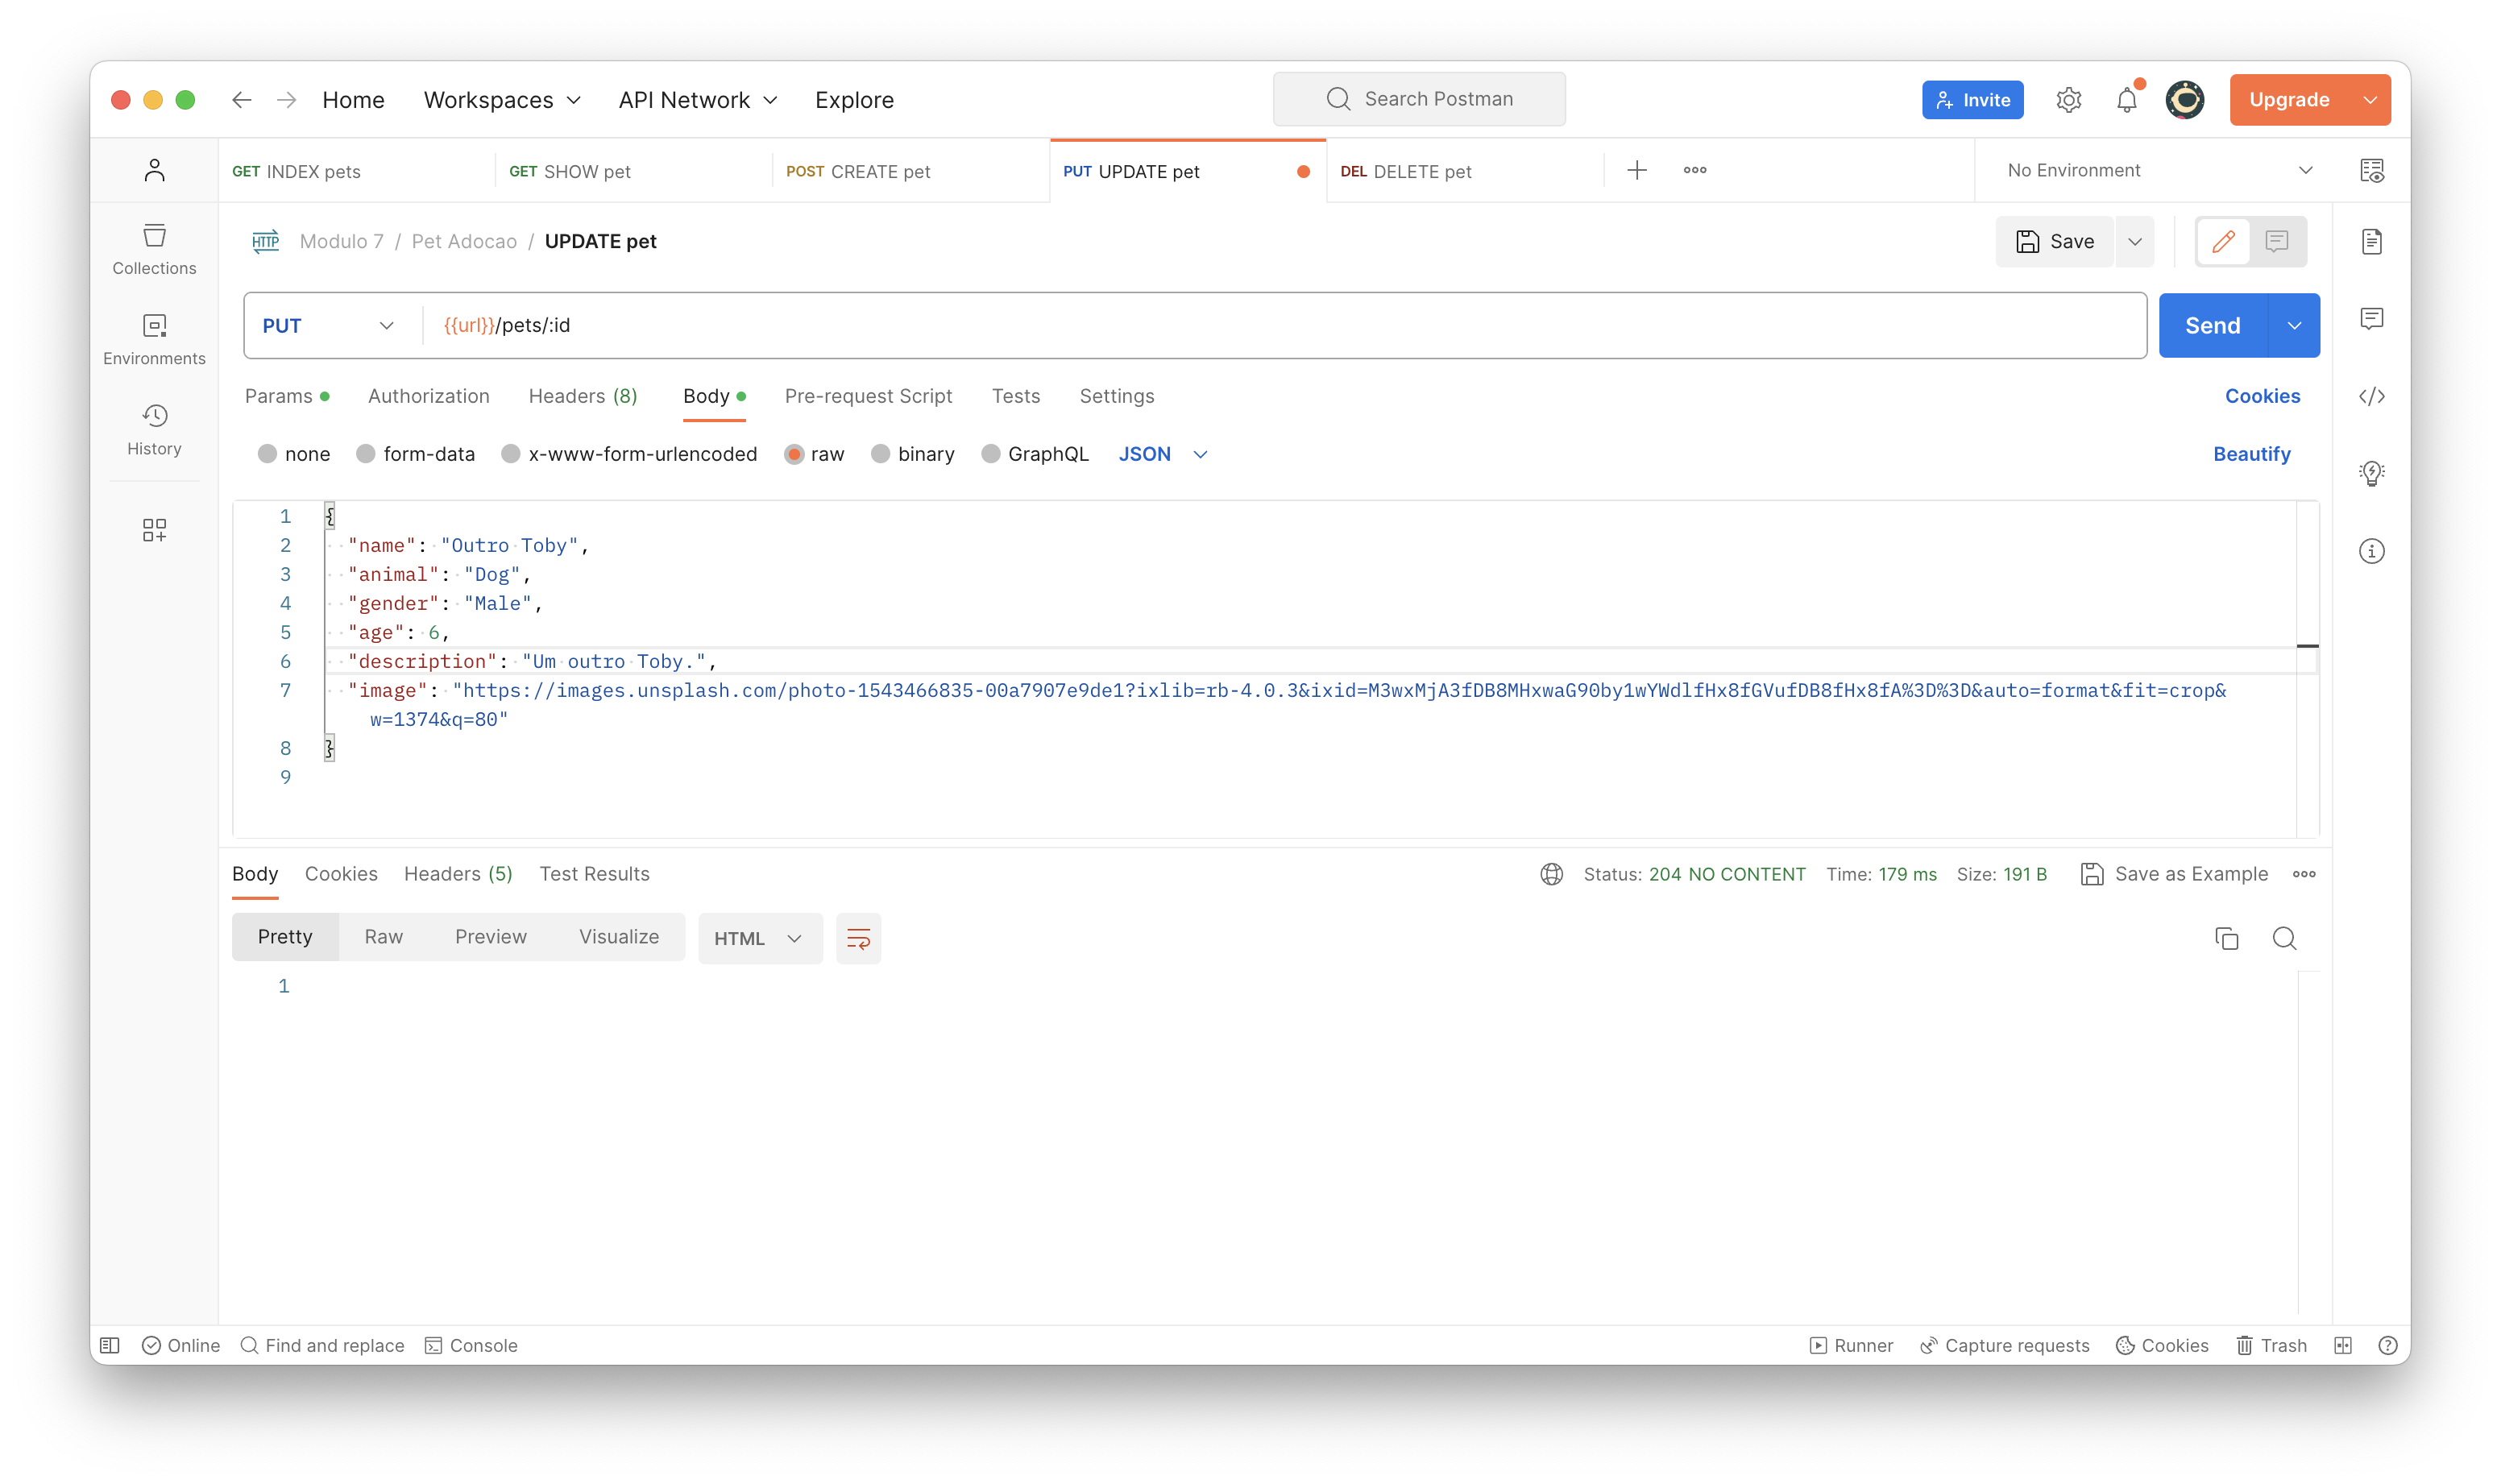 Home Workspaces API Network Explore Search Postman Invite Upgrade
GET INDEX pets GET SHOW pet POST CREATE pet PUT UPDATE pet DEL DELETE pet No Environment
Collections
Environments
History
HTTP Modulo 7 / Pet Adocao / UPDATE pet Save
PUT {{url}}/pets/:id Send
Params Authorization Headers (8) Body Pre-request Script Tests Settings Cookies
none form-data x-www-form-urlencoded raw binary GraphQL JSON Beautify
1 {
2 "name": "Outro Toby",
3 "animal": "Dog",
4 "gender": "Male",
5 "age": 6,
6 "description": "Um outro Toby.",
7 "image": "https://images.unsplash.com/photo-1543466835-00a7907e9de1?ixlib=rb-4.0.3&ixid=M3wxMjA3fDB8MHxwaG90by1wYWdlfHx8fGVufDB8fHx8fA%3D%3D&auto=format&fit=crop&
w=1374&q=80"
8 }
9
Body Cookies Headers (5) Test Results Status: 204 NO CONTENT Time: 179 ms Size: 191 B Save as Example
Pretty Raw Preview Visualize HTML
1
Online Find and replace Console Runner Capture requests Cookies Trash